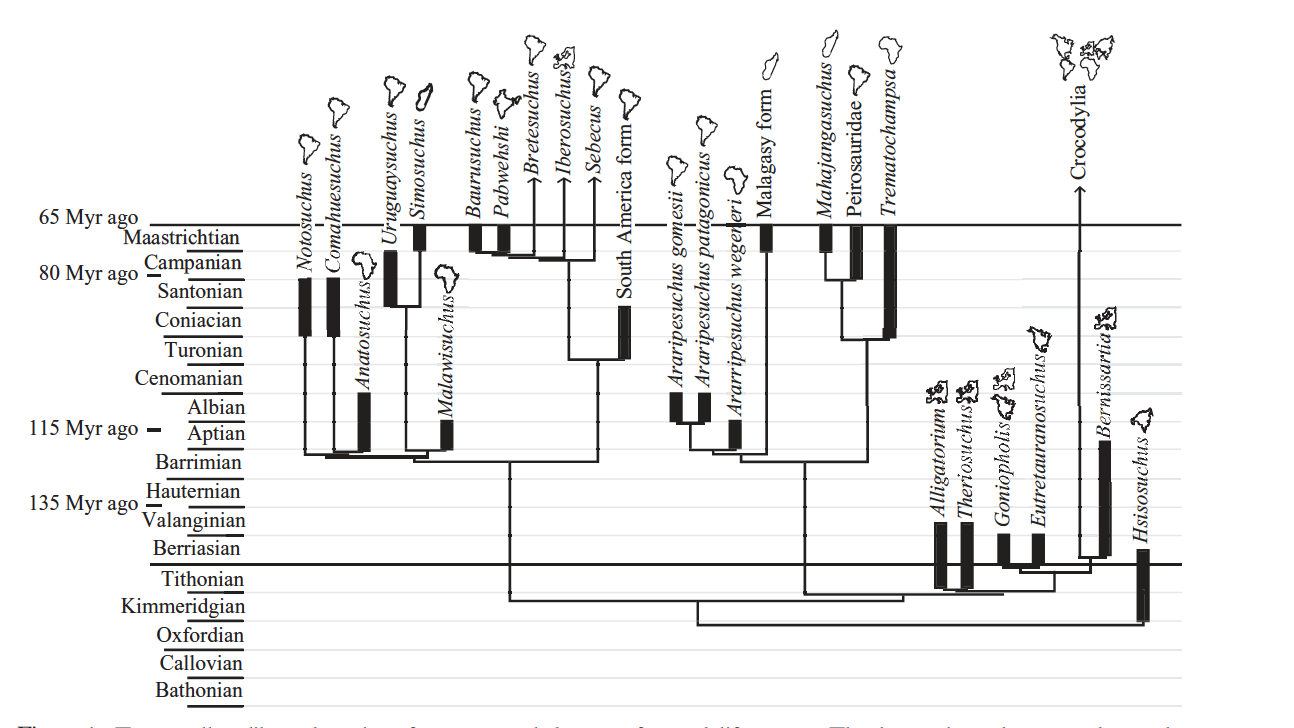 Notosuchus
Comahuesuchus
Anatosuchus
Uruguaysuchus
Simosuchus
Malawisuchus
Baurusuchus
Pabwehshi
Bretesuchus
Iberosuchus
Sebecus
South America form
Araripesuchus gomesii
Araripesuchus patagonicus
Ararripesuchus wegeneri
Malagasy form
Mahajangasuchus
Peirosauridae
Trematochampsa
Alligatorium
Theriosuchus
Goniopholis
Eutretauranosuchus
Crocodylia
Bernissartia
Hsisosuchus
65 Myr ago
Maastrichtian
Campanian
80 Myr ago
Santonian
Coniacian
Turonian
Cenomanian
Albian
115 Myr ago
Aptian
Barrimian
Hauternian
135 Myr ago
Valanginian
Berriasian
Tithonian
Kimmeridgian
Oxfordian
Callovian
Bathonian